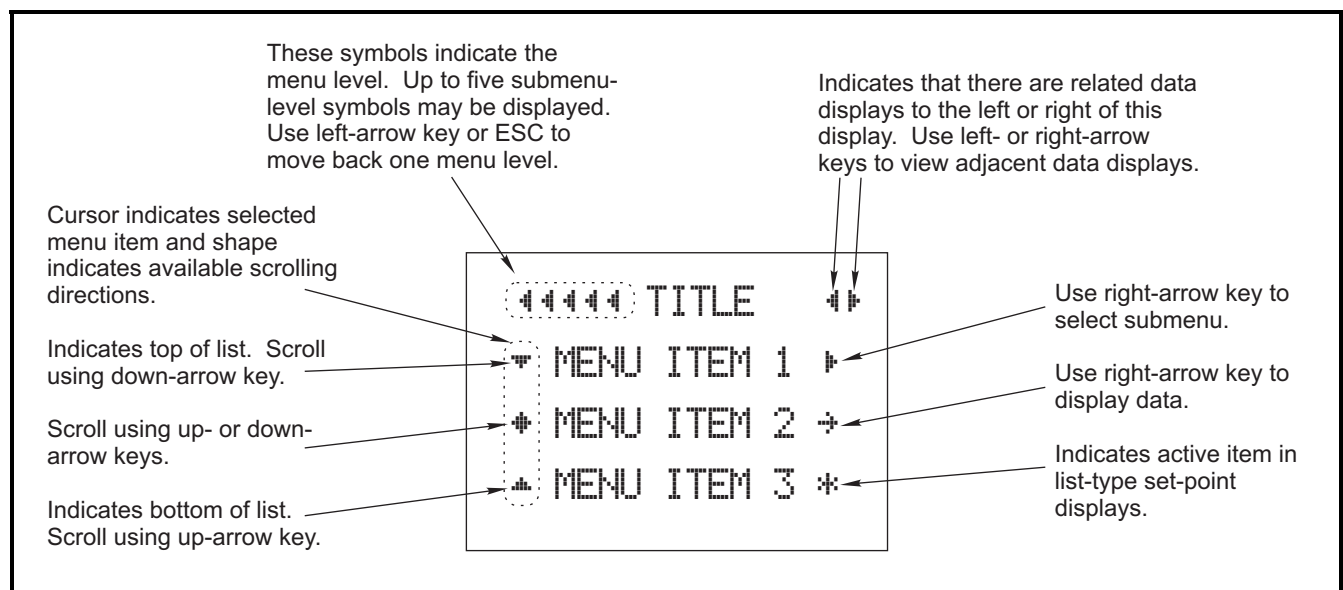 These symbols indicate the
menu level. Up to five submenu-
level symbols may be displayed.
Use left-arrow key or ESC to
move back one menu level.
Indicates that there are related data
displays to the left or right of this
display. Use left- or right-arrow
keys to view adjacent data displays.
Cursor indicates selected
menu item and shape
indicates available scrolling
directions.
Indicates top of list. Scroll
using down-arrow key.
Scroll using up- or down-
arrow keys.
Indicates bottom of list.
Scroll using up-arrow key.
TITLE
MENU ITEM 1
MENU ITEM 2
MENU ITEM 3 *
Use right-arrow key to
select submenu.
Use right-arrow key to
display data.
Indicates active item in
list-type set-point
displays.